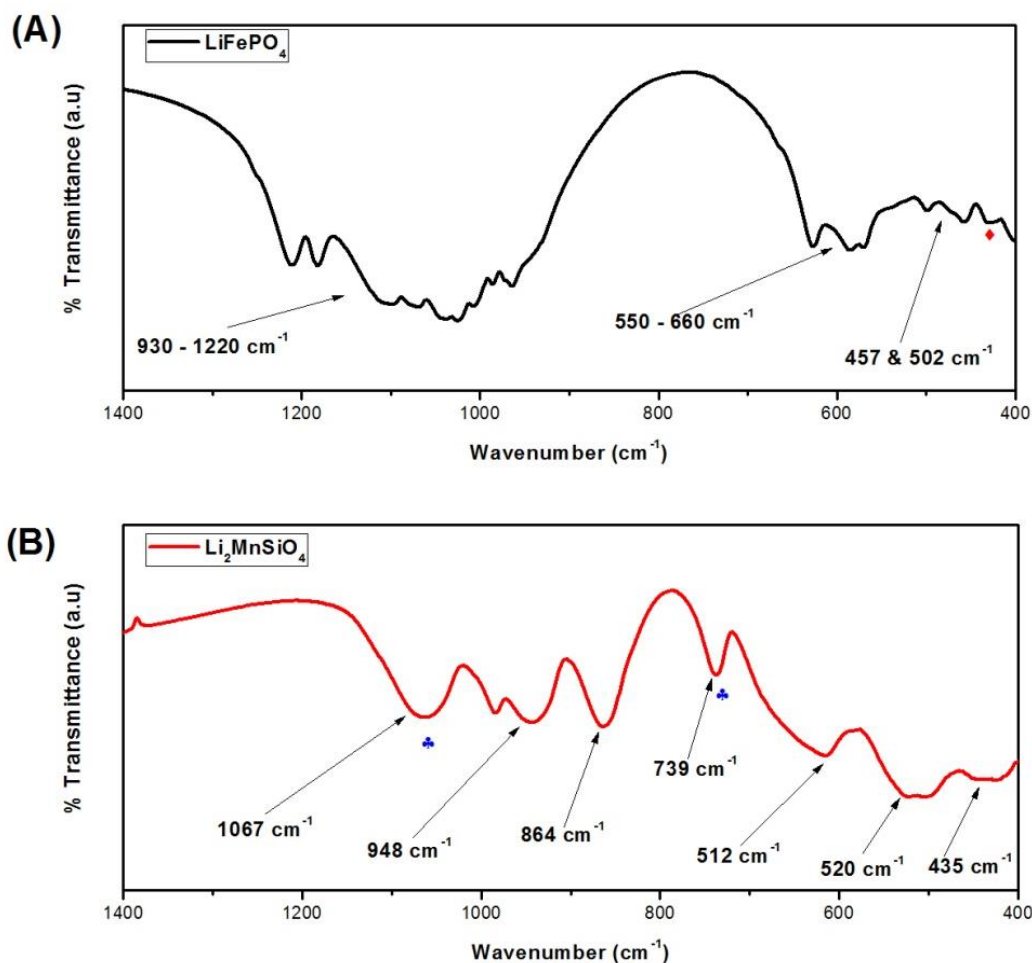 (A)
LiFePO₄
% Transmittance (a.u)
930 - 1220 cm⁻¹
550 - 660 cm⁻¹
457 & 502 cm⁻¹
1400 1200 1000 800 600 400
Wavenumber (cm⁻¹)
(B)
Li₂MnSiO₄
% Transmittance (a.u)
1067 cm⁻¹
948 cm⁻¹
864 cm⁻¹
739 cm⁻¹
512 cm⁻¹
520 cm⁻¹
435 cm⁻¹
1400 1200 1000 800 600 400
Wavenumber (cm⁻¹)